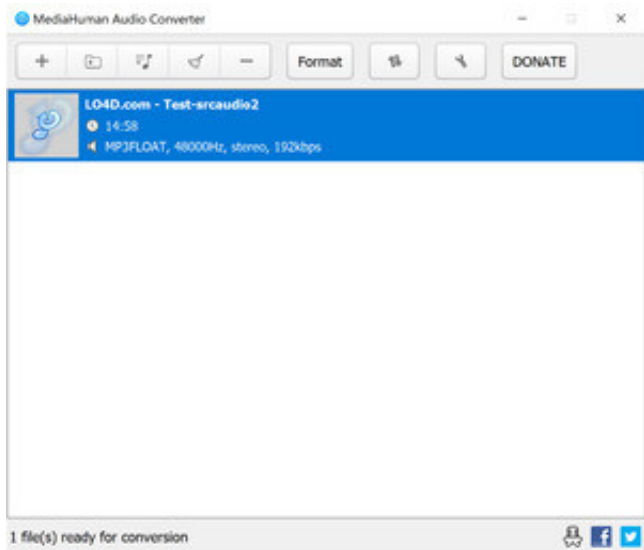 MediaHuman Audio Converter
Format
DONATE
LO4D.com - Test-srcaudio2
14:58
MP3FLOAT, 48000Hz, stereo, 192kbps
1 file(s) ready for conversion